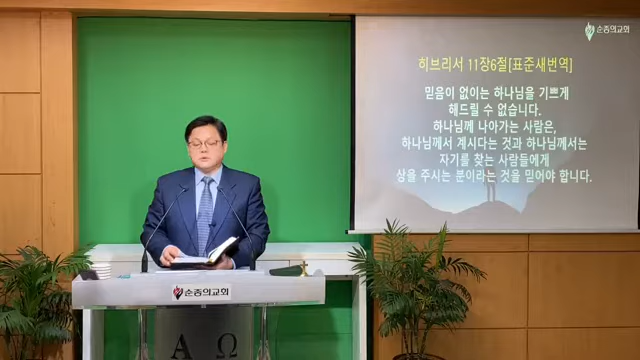 순종의교회
히브리서 11장6절[표준새번역]
믿음이 없이는 하나님을 기쁘게
해드릴 수 없습니다.
하나님께 나아가는 사람은,
하나님께서 계시다는 것과 하나님께서는
자기를 찾는 사람들에게
상을 주시는 분이라는 것을 믿어야 합니다.
순종의교회
Α Ω